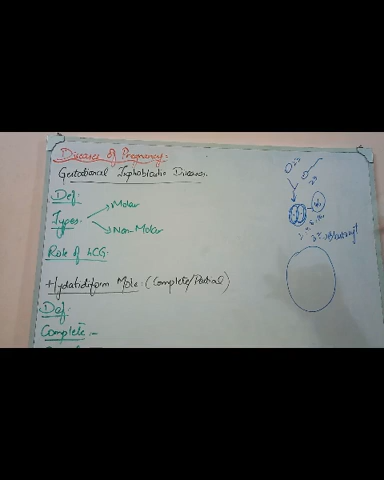 Diseases of Pregnancy:
Gestational Trophoblastic Diseases.
Def:
Types:
Molar
Non-Molar
Role of hCG:
Hydatidiform Mole: (Complete/Partial)
Def:
Complete:-